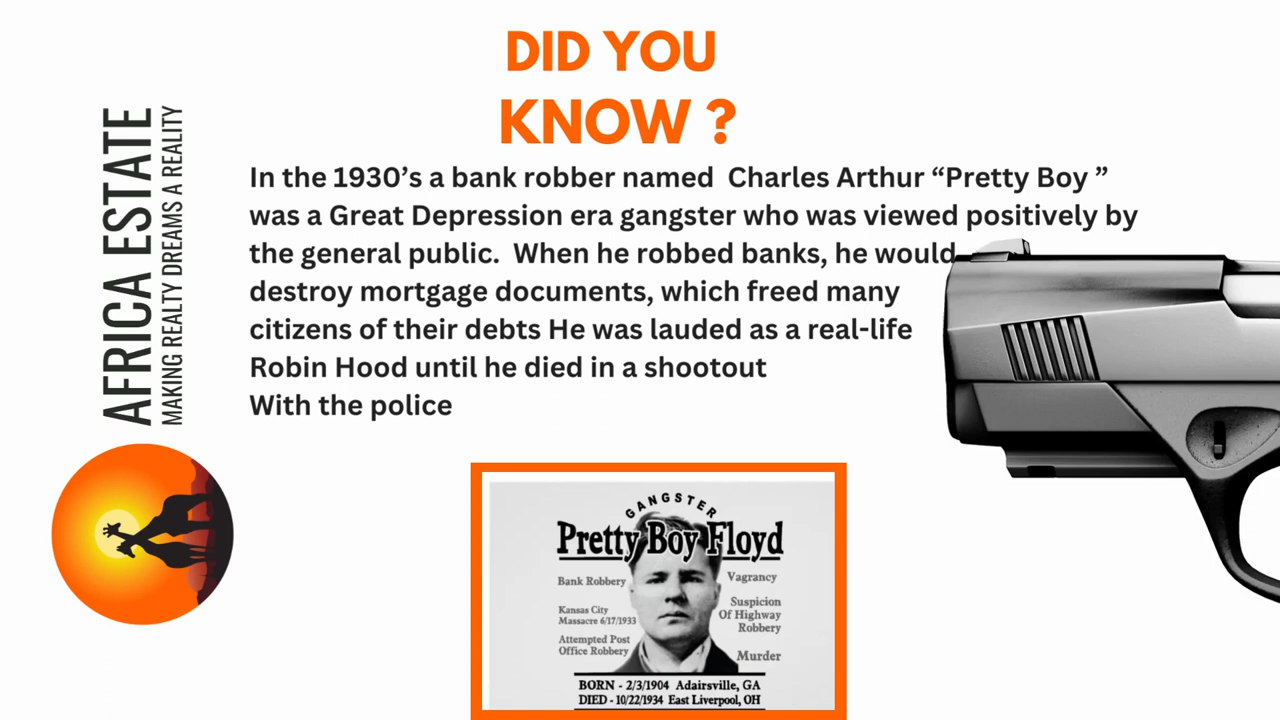 DID YOU
KNOW ?
AFRICA ESTATE
MAKING REALTY DREAMS A REALITY
In the 1930’s a bank robber named  Charles Arthur “Pretty Boy ”
was a Great Depression era gangster who was viewed positively by
the general public.  When he robbed banks, he would
destroy mortgage documents, which freed many
citizens of their debts He was lauded as a real-life
Robin Hood until he died in a shootout
With the police
GANGSTER
Pretty Boy Floyd
Bank Robbery
Kansas City
Massacre 6/17/1933
Attempted Post
Office Robbery
Vagrancy
Suspicion
Of Highway
Robbery
Murder
BORN - 2/3/1904 Adairsville, GA
DIED - 10/22/1934 East Liverpool, OH